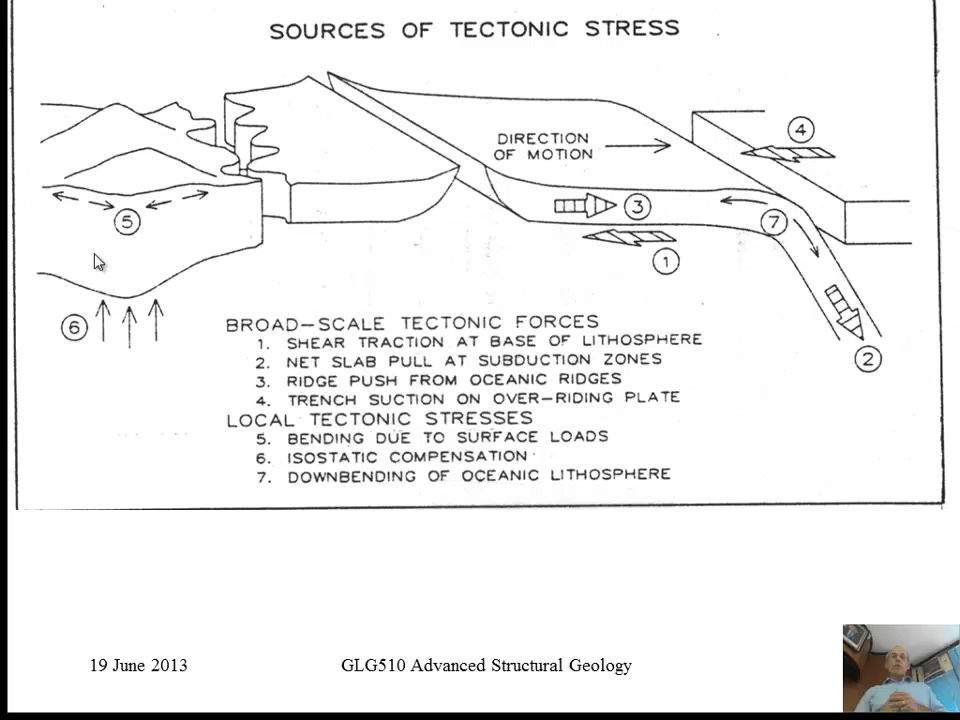 SOURCES OF TECTONIC STRESS
DIRECTION
OF MOTION
4
3
7
5
1
6
2
BROAD-SCALE TECTONIC FORCES
1. SHEAR TRACTION AT BASE OF LITHOSPHERE
2. NET SLAB PULL AT SUBDUCTION ZONES
3. RIDGE PUSH FROM OCEANIC RIDGES
4. TRENCH SUCTION ON OVER-RIDING PLATE
LOCAL TECTONIC STRESSES
5. BENDING DUE TO SURFACE LOADS
6. ISOSTATIC COMPENSATION
7. DOWNBENDING OF OCEANIC LITHOSPHERE
19 June 2013
GLG510 Advanced Structural Geology